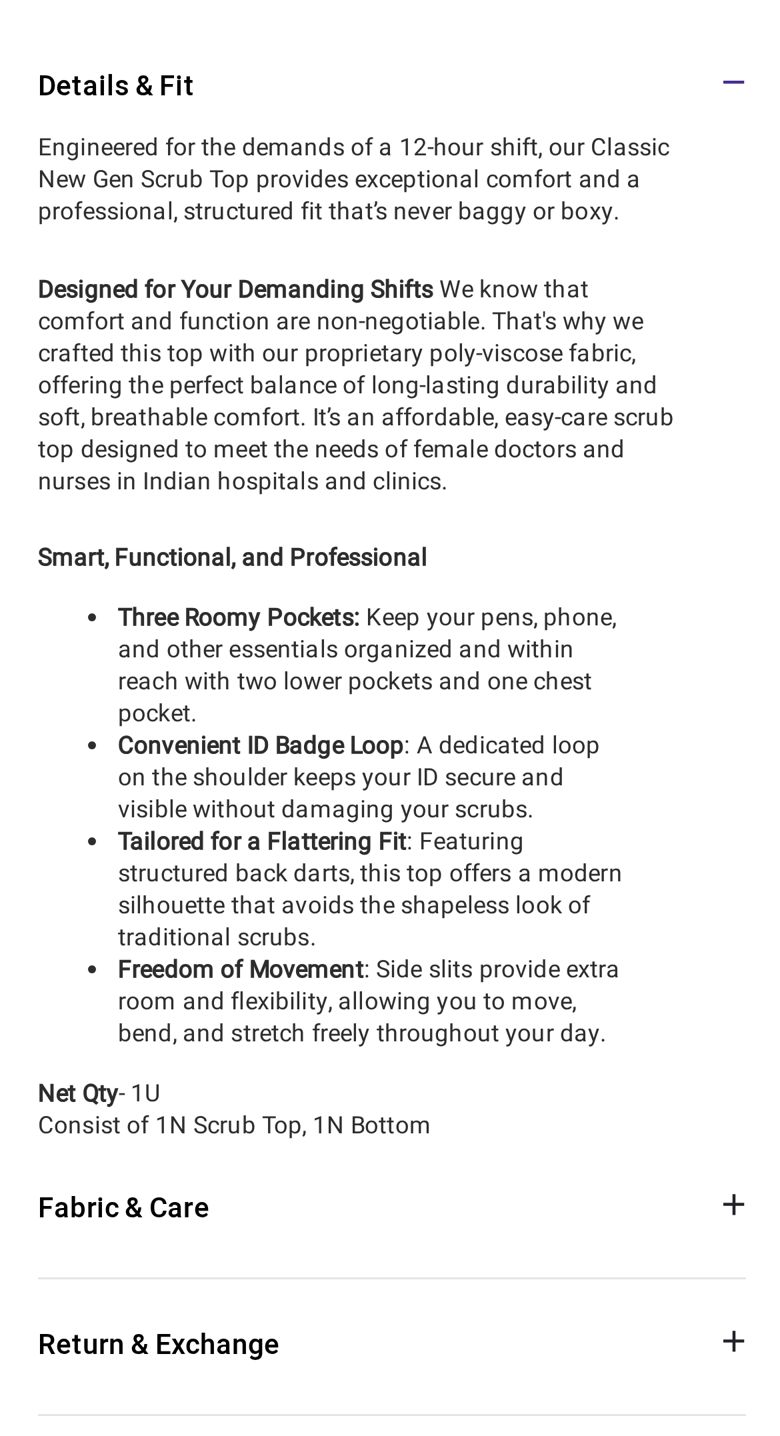 Details & Fit
Engineered for the demands of a 12-hour shift, our Classic
New Gen Scrub Top provides exceptional comfort and a
professional, structured fit that’s never baggy or boxy.
Designed for Your Demanding Shifts We know that
comfort and function are non-negotiable. That's why we
crafted this top with our proprietary poly-viscose fabric,
offering the perfect balance of long-lasting durability and
soft, breathable comfort. It’s an affordable, easy-care scrub
top designed to meet the needs of female doctors and
nurses in Indian hospitals and clinics.
Smart, Functional, and Professional
• Three Roomy Pockets: Keep your pens, phone,
and other essentials organized and within
reach with two lower pockets and one chest
pocket.
• Convenient ID Badge Loop: A dedicated loop
on the shoulder keeps your ID secure and
visible without damaging your scrubs.
• Tailored for a Flattering Fit: Featuring
structured back darts, this top offers a modern
silhouette that avoids the shapeless look of
traditional scrubs.
• Freedom of Movement: Side slits provide extra
room and flexibility, allowing you to move,
bend, and stretch freely throughout your day.
Net Qty- 1U
Consist of 1N Scrub Top, 1N Bottom
Fabric & Care
Return & Exchange